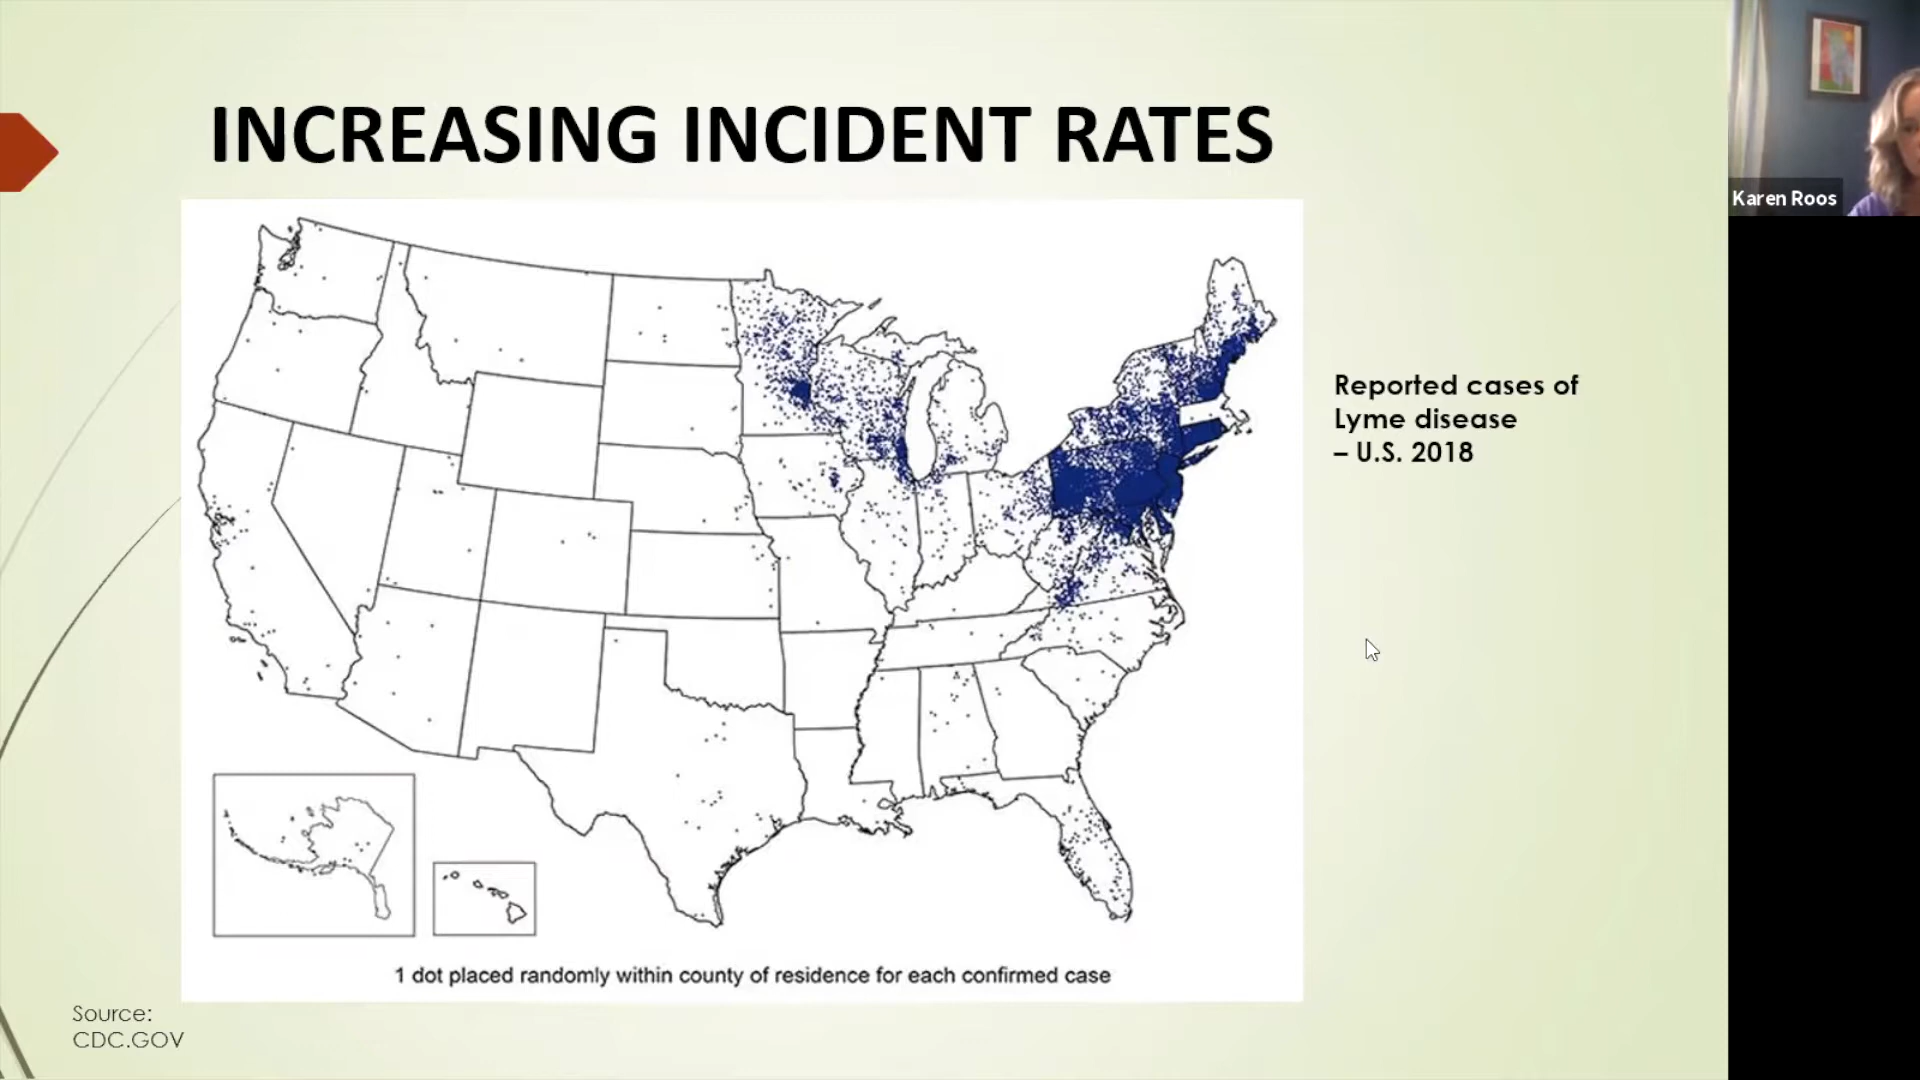 INCREASING INCIDENT RATES
Karen Roos
Reported cases of
Lyme disease
– U.S. 2018
1 dot placed randomly within county of residence for each confirmed case
Source:
CDC.GOV